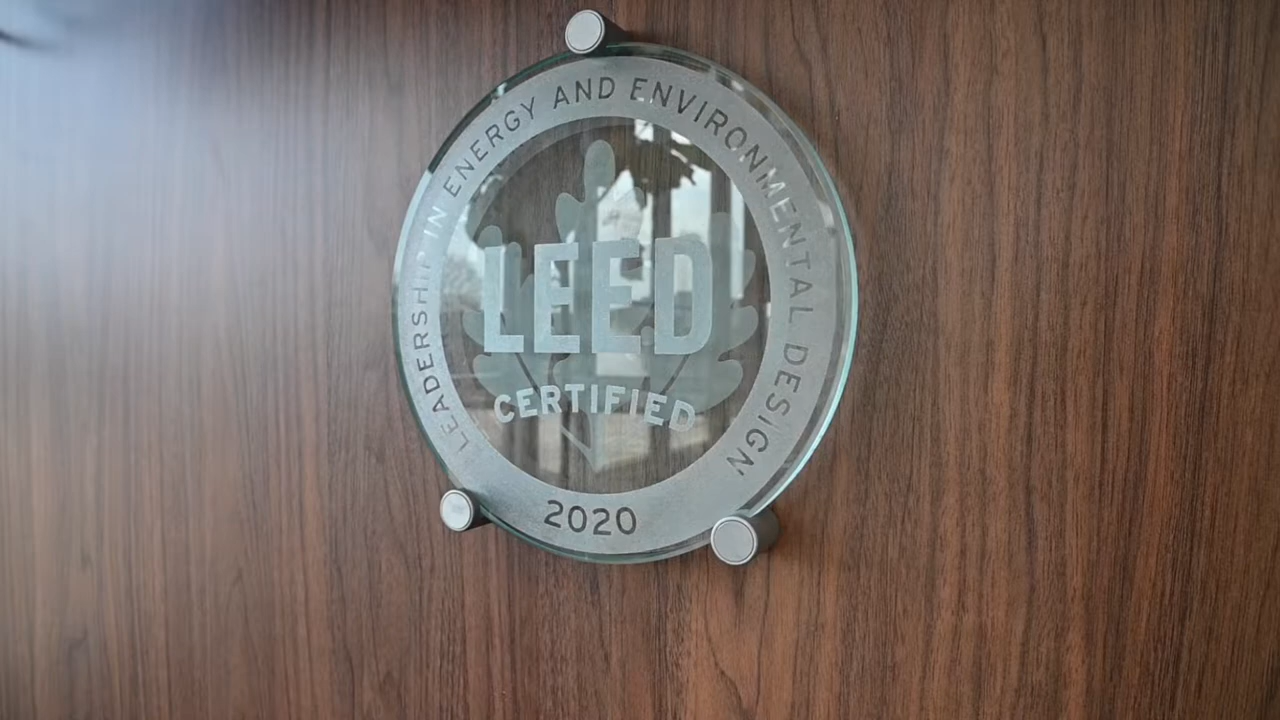 LEADERSHIP IN ENERGY AND ENVIRONMENTAL DESIGN
LEED
CERTIFIED
2020